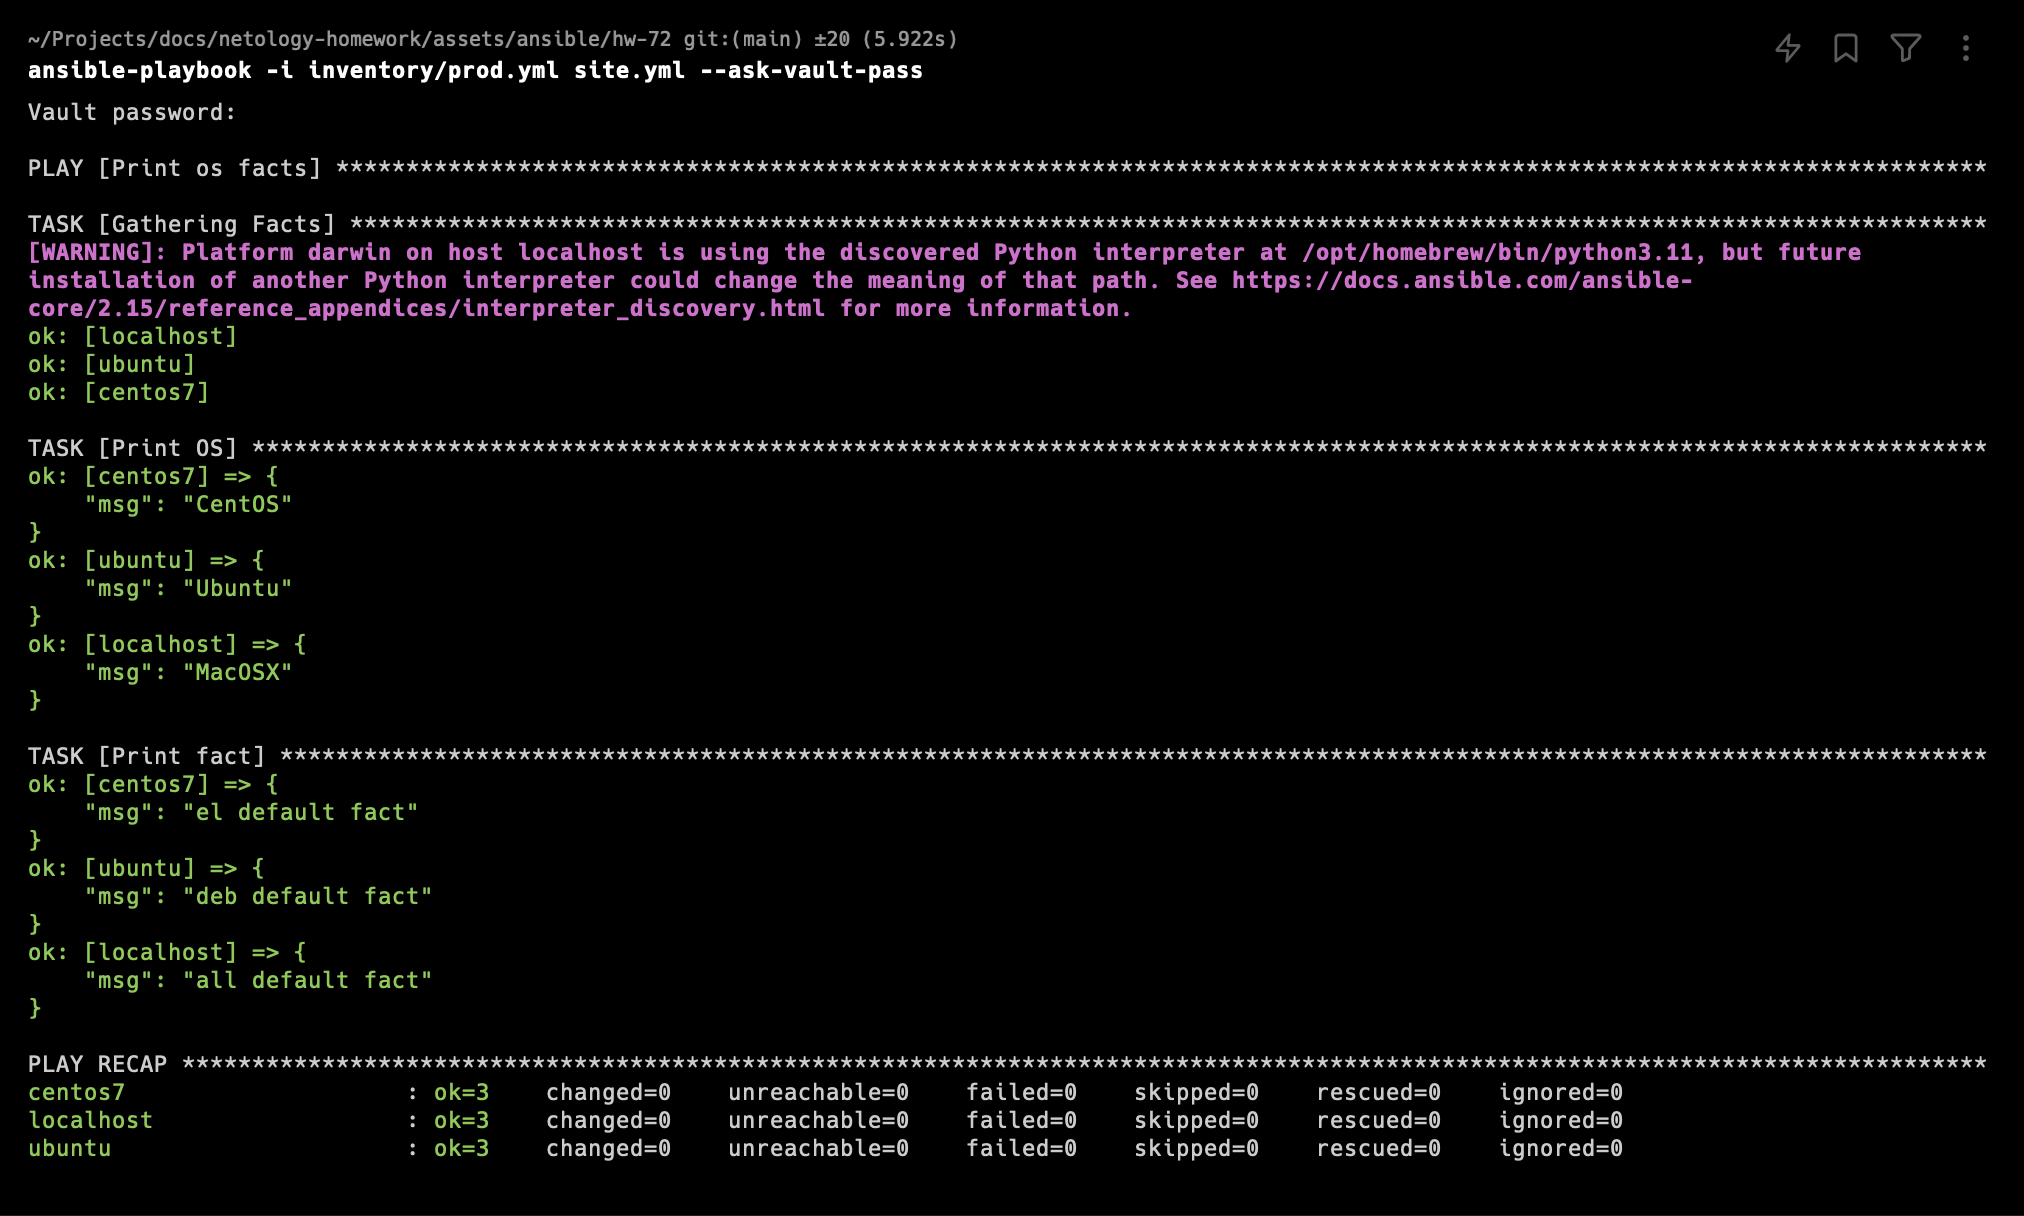 ~/Projects/docs/netology-homework/assets/ansible/hw-72 git:(main) ±20 (5.922s)
ansible-playbook -i inventory/prod.yml site.yml --ask-vault-pass
Vault password:
PLAY [Print os facts] **********************************************************************************************************************
TASK [Gathering Facts] *********************************************************************************************************************
[WARNING]: Platform darwin on host localhost is using the discovered Python interpreter at /opt/homebrew/bin/python3.11, but future
installation of another Python interpreter could change the meaning of that path. See https://docs.ansible.com/ansible-
core/2.15/reference_appendices/interpreter_discovery.html for more information.
ok: [localhost]
ok: [ubuntu]
ok: [centos7]
TASK [Print OS] ****************************************************************************************************************************
ok: [centos7] => {
    "msg": "CentOS"
}
ok: [ubuntu] => {
    "msg": "Ubuntu"
}
ok: [localhost] => {
    "msg": "MacOSX"
}
TASK [Print fact] **************************************************************************************************************************
ok: [centos7] => {
    "msg": "el default fact"
}
ok: [ubuntu] => {
    "msg": "deb default fact"
}
ok: [localhost] => {
    "msg": "all default fact"
}
PLAY RECAP *********************************************************************************************************************************
centos7                    : ok=3    changed=0    unreachable=0    failed=0    skipped=0    rescued=0    ignored=0
localhost                  : ok=3    changed=0    unreachable=0    failed=0    skipped=0    rescued=0    ignored=0
ubuntu                     : ok=3    changed=0    unreachable=0    failed=0    skipped=0    rescued=0    ignored=0